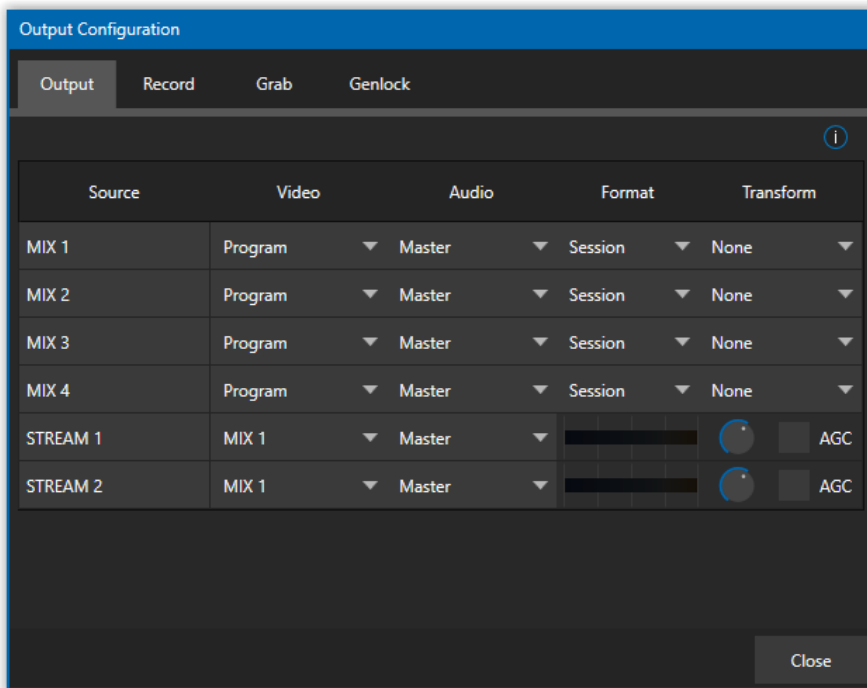 Output Configuration
Output Record Grab Genlock
i
Source Video Audio Format Transform
MIX 1 Program Master Session None
MIX 2 Program Master Session None
MIX 3 Program Master Session None
MIX 4 Program Master Session None
STREAM 1 MIX 1 Master AGC
STREAM 2 MIX 1 Master AGC
Close